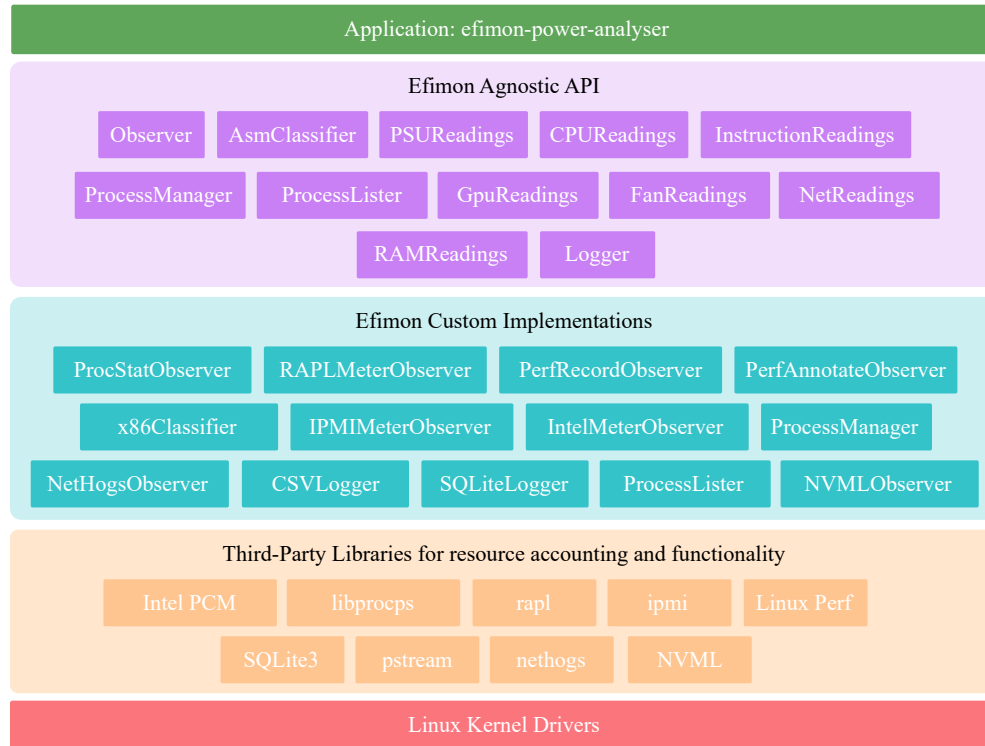 Application: efimon-power-analyser
Efimon Agnostic API
Observer AsmClassifier PSUReadings CPUReadings InstructionReadings
ProcessManager ProcessLister GpuReadings FanReadings NetReadings
RAMReadings Logger
Efimon Custom Implementations
ProcStatObserver RAPLMeterObserver PerfRecordObserver PerfAnnotateObserver
x86Classifier IPMIMeterObserver IntelMeterObserver ProcessManager
NetHogsObserver CSVLogger SQLiteLogger ProcessLister NVMLObserver
Third-Party Libraries for resource accounting and functionality
Intel PCM libprocps rapl ipmi Linux Perf
SQLite3 pstream nethogs NVML
Linux Kernel Drivers